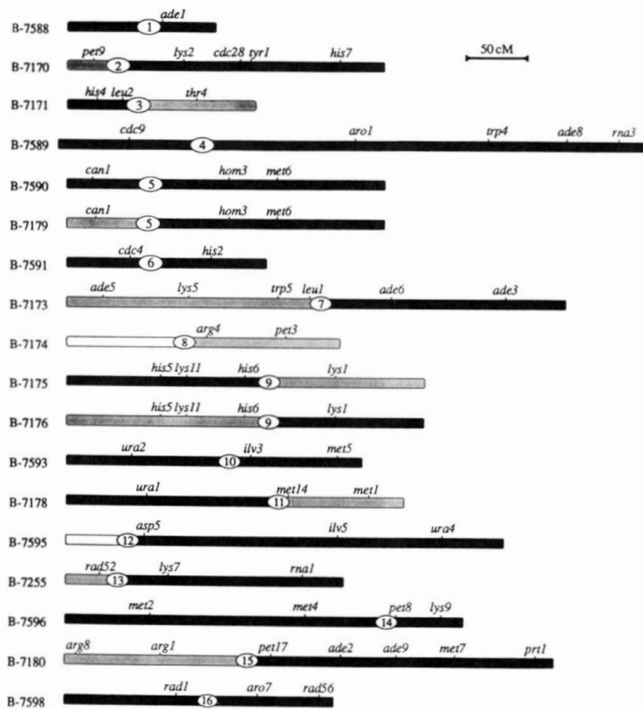 B-7588 1 ade1
B-7170 pet9 2 lys2 cdc28 tyr1 his7
50 cM
B-7171 his4 leu2 3 thr4
B-7589 cdc9 4 aro1 trp4 ade8 rna3
B-7590 can1 5 hom3 met6
B-7179 can1 5 hom3 met6
B-7591 cdc4 6 his2
B-7173 ade5 lys5 trp5 leu1 7 ade6 ade3
B-7174 8 arg4 pet3
B-7175 his5 lys11 his6 9 lys1
B-7176 his5 lys11 his6 9 lys1
B-7593 ura2 10 ilv3 met5
B-7178 ura1 11 met14 met1
B-7595 12 asp5 ilv5 ura4
B-7255 rad52 13 lys7 rna1
B-7596 met2 met4 14 pet8 lys9
B-7180 arg8 arg1 15 pet17 ade2 ade9 met7 prt1
B-7598 rad1 16 aro7 rad56